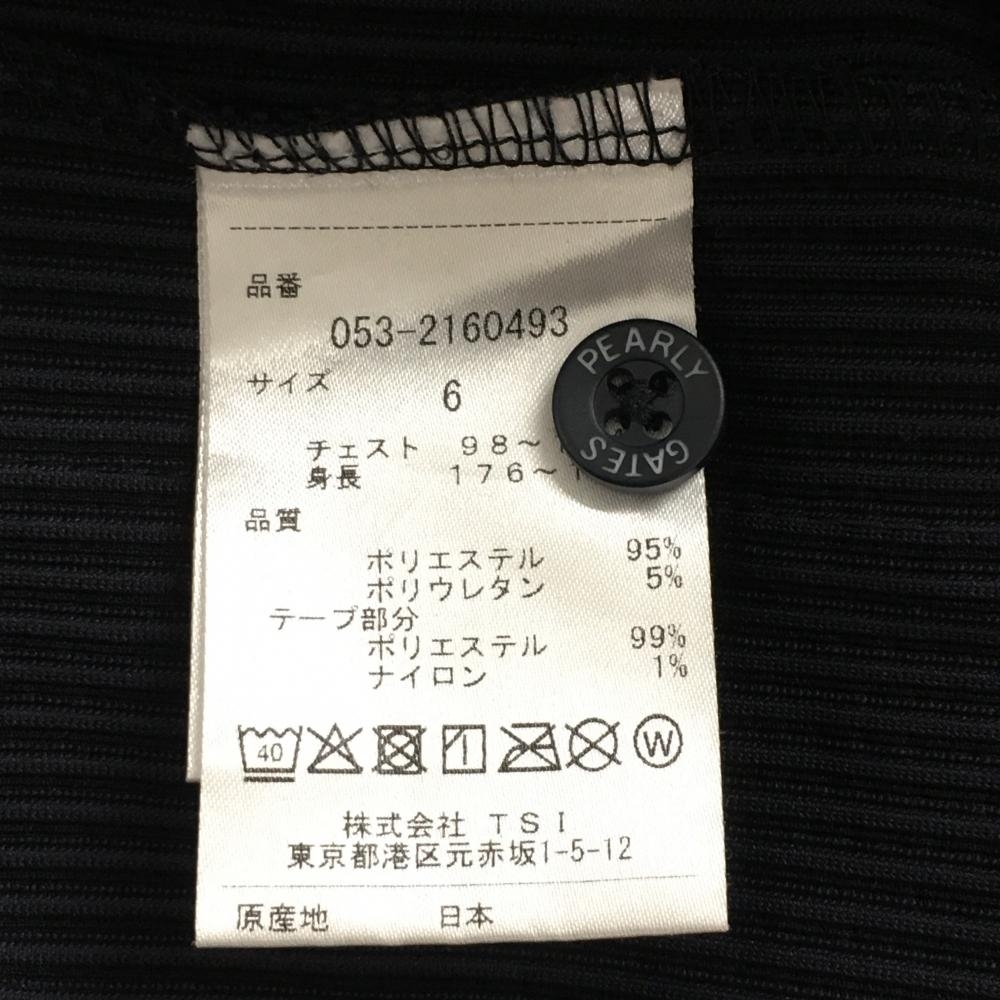 品番
053-2160493
サイズ 6
チェスト 98～
身長 176～1
品質
ポリエステル 95%
ポリウレタン 5%
テープ部分
ポリエステル 99%
ナイロン 1%
40 W
株式会社 TSI
東京都港区元赤坂1-5-12
原産地 日本
PEARLY GATES